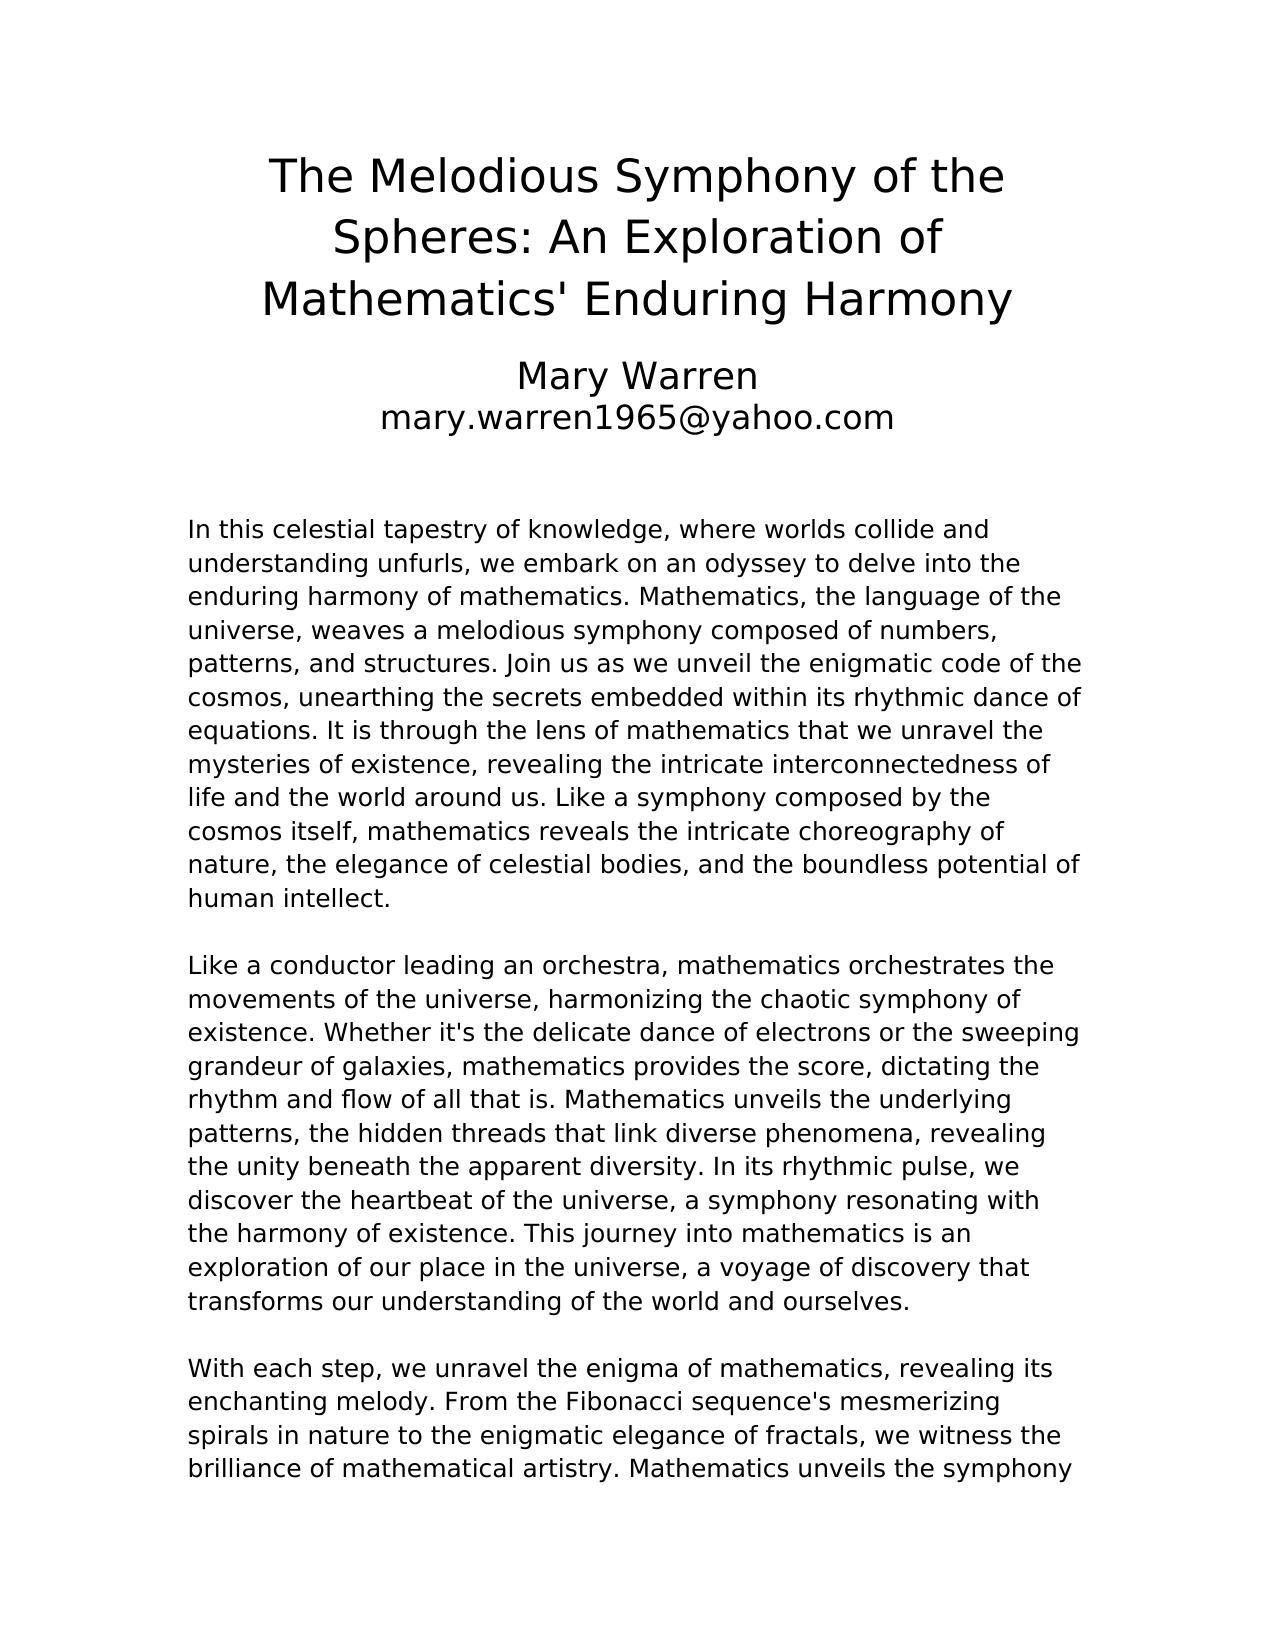 The Melodious Symphony of the
Spheres: An Exploration of
Mathematics' Enduring Harmony
Mary Warren
mary.warren1965@yahoo.com
In this celestial tapestry of knowledge, where worlds collide and
understanding unfurls, we embark on an odyssey to delve into the
enduring harmony of mathematics. Mathematics, the language of the
universe, weaves a melodious symphony composed of numbers,
patterns, and structures. Join us as we unveil the enigmatic code of the
cosmos, unearthing the secrets embedded within its rhythmic dance of
equations. It is through the lens of mathematics that we unravel the
mysteries of existence, revealing the intricate interconnectedness of
life and the world around us. Like a symphony composed by the
cosmos itself, mathematics reveals the intricate choreography of
nature, the elegance of celestial bodies, and the boundless potential of
human intellect.
Like a conductor leading an orchestra, mathematics orchestrates the
movements of the universe, harmonizing the chaotic symphony of
existence. Whether it's the delicate dance of electrons or the sweeping
grandeur of galaxies, mathematics provides the score, dictating the
rhythm and flow of all that is. Mathematics unveils the underlying
patterns, the hidden threads that link diverse phenomena, revealing
the unity beneath the apparent diversity. In its rhythmic pulse, we
discover the heartbeat of the universe, a symphony resonating with
the harmony of existence. This journey into mathematics is an
exploration of our place in the universe, a voyage of discovery that
transforms our understanding of the world and ourselves.
With each step, we unravel the enigma of mathematics, revealing its
enchanting melody. From the Fibonacci sequence's mesmerizing
spirals in nature to the enigmatic elegance of fractals, we witness the
brilliance of mathematical artistry. Mathematics unveils the symphony